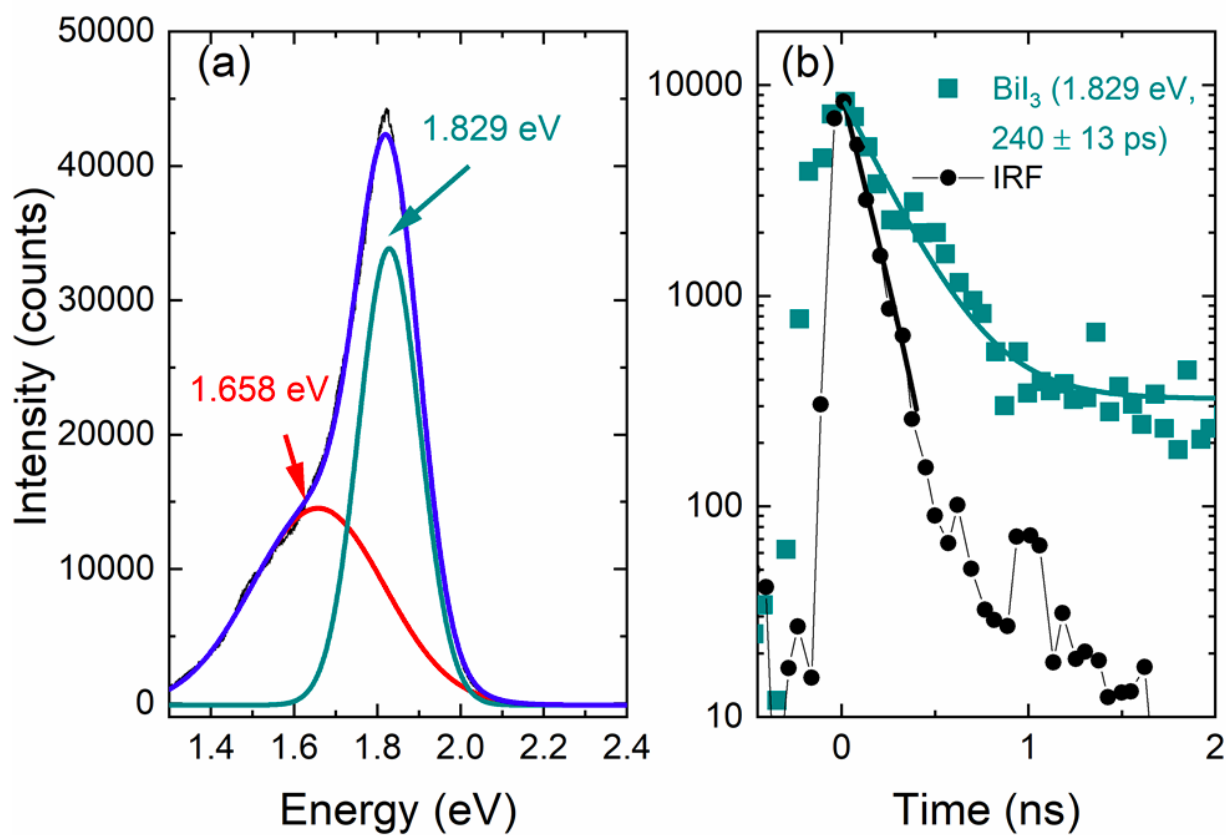 (a)
50000
40000
30000
20000
10000
0
Intensity (counts)
1.829 eV
1.658 eV
1.4 1.6 1.8 2.0 2.2 2.4
Energy (eV)
(b)
10000
1000
100
10
BiI₃ (1.829 eV,
240 ± 13 ps)
IRF
0 1 2
Time (ns)